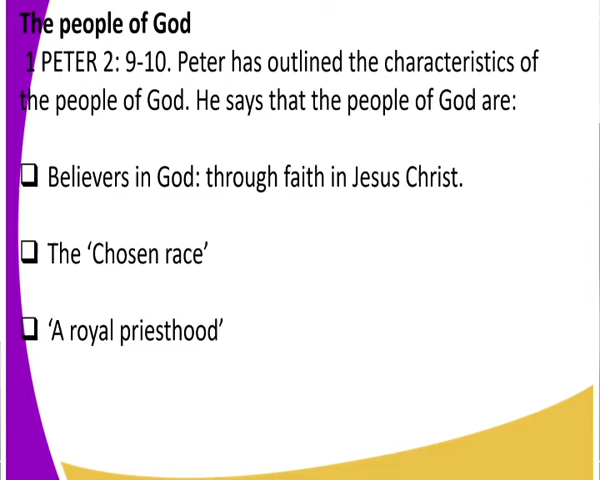 The people of God
1 PETER 2: 9-10. Peter has outlined the characteristics of
the people of God. He says that the people of God are:
❑ Believers in God: through faith in Jesus Christ.
❑ The ‘Chosen race’
❑ ‘A royal priesthood’